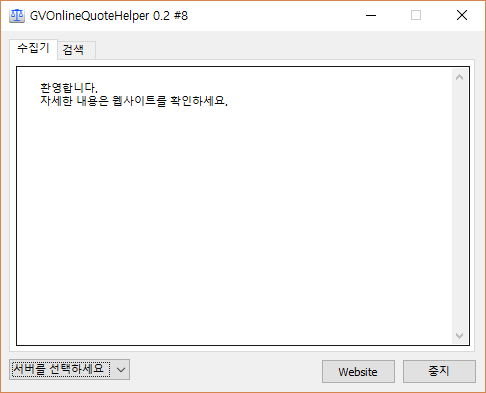 GVOnlineQuoteHelper 0.2 #8
수집기 검색
환영합니다.
자세한 내용은 웹사이트를 확인하세요.
서버를 선택하세요 Website 중지